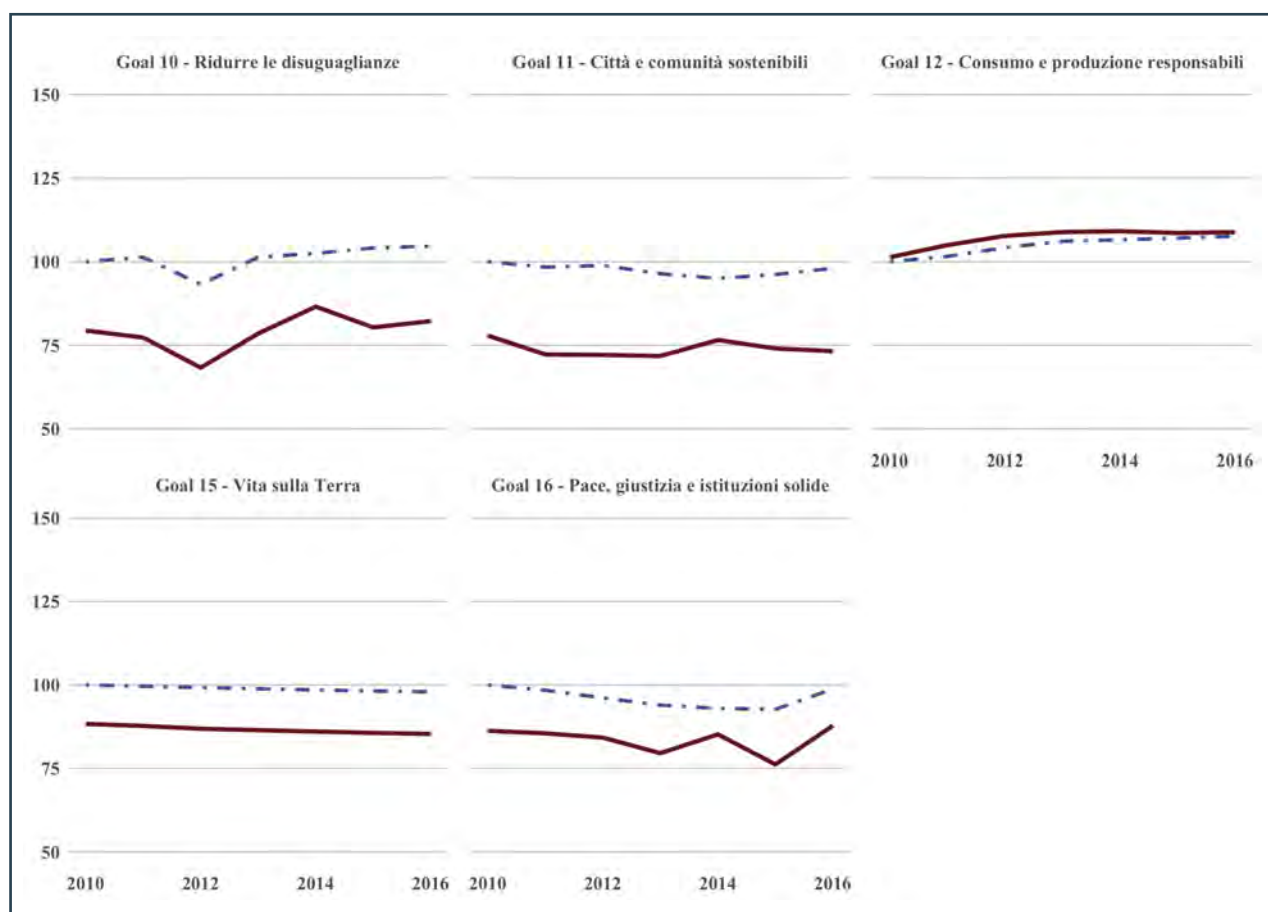 Goal 10 - Ridurre le disuguaglianze
Goal 11 - Città e comunità sostenibili
Goal 12 - Consumo e produzione responsabili
150
125
100
75
50
2010 2012 2014 2016
Goal 15 - Vita sulla Terra
Goal 16 - Pace, giustizia e istituzioni solide
150
125
100
75
50
2010 2012 2014 2016
2010 2012 2014 2016